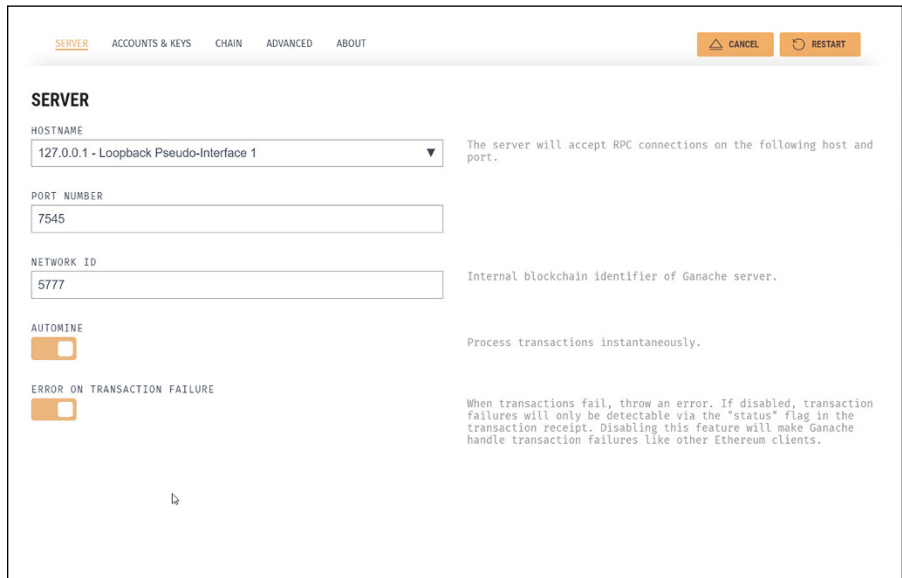 SERVER ACCOUNTS & KEYS CHAIN ADVANCED ABOUT CANCEL RESTART
SERVER
HOSTNAME
127.0.0.1 - Loopback Pseudo-Interface 1
The server will accept RPC connections on the following host and
port.
PORT NUMBER
7545
NETWORK ID
5777
Internal blockchain identifier of Ganache server.
AUTOMINE
Process transactions instantaneously.
ERROR ON TRANSACTION FAILURE
When transactions fail, throw an error. If disabled, transaction
failures will only be detectable via the "status" flag in the
transaction receipt. Disabling this feature will make Ganache
handle transaction failures like other Ethereum clients.